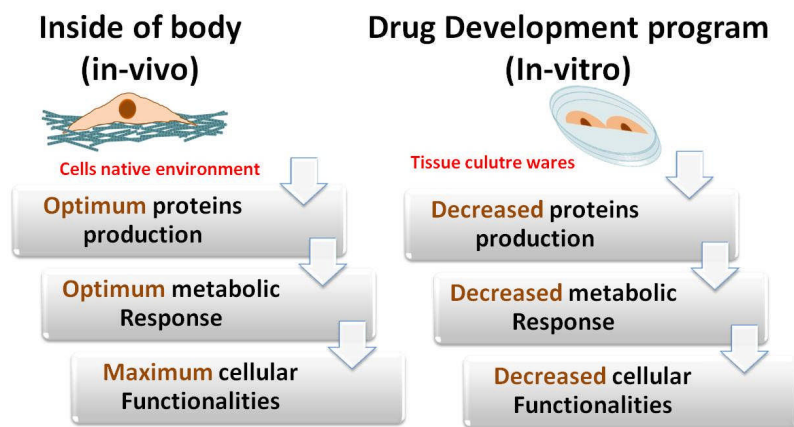 Inside of body
(in-vivo)
Cells native environment
Optimum proteins
production
Optimum metabolic
Response
Maximum cellular
Functionalities
Drug Development program
(In-vitro)
Tissue culutre wares
Decreased proteins
production
Decreased metabolic
Response
Decreased cellular
Functionalities